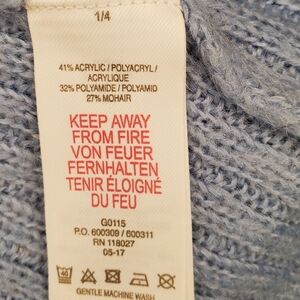 1/4
41% ACRYLIC / POLYACRYL /
ACRYLIQUE
32% POLYAMIDE / POLYAMID
27% MOHAIR
KEEP AWAY
FROM FIRE
VON FEUER
FERNHALTEN
TENIR ÉLOIGNÉ
DU FEU
G0115
P.O. 600309 / 600311
RN 118027
05-17
40
GENTLE MACHINE WASH